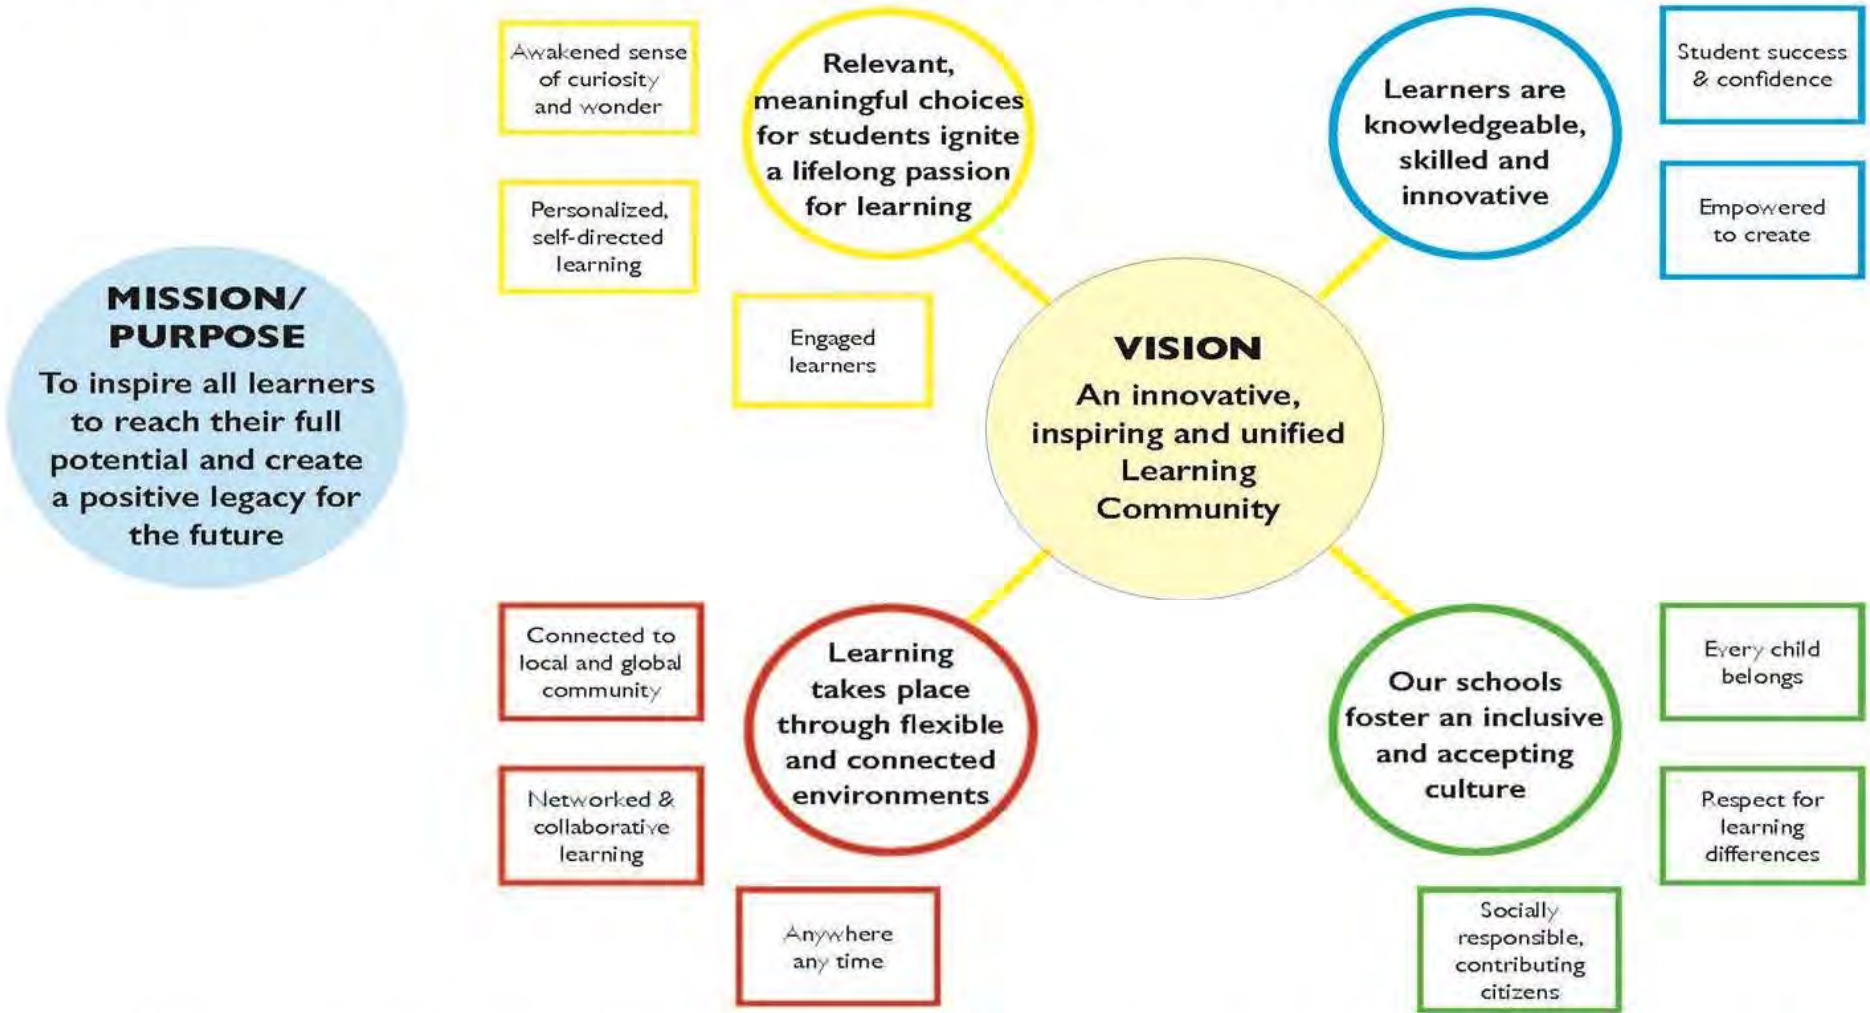 MISSION/
PURPOSE
To inspire all learners
to reach their full
potential and create
a positive legacy for
the future
Awakened sense
of curiosity
and wonder
Personalized,
self-directed
learning
Engaged
learners
Relevant,
meaningful choices
for students ignite
a lifelong passion
for learning
Learners are
knowledgeable,
skilled and
innovative
Student success
& confidence
Empowered
to create
VISION
An innovative,
inspiring and unified
Learning
Community
Connected to
local and global
community
Networked &
collaborative
learning
Anywhere
any time
Learning
takes place
through flexible
and connected
environments
Our schools
foster an inclusive
and accepting
culture
Every child
belongs
Respect for
learning
differences
Socially
responsible,
contributing
citizens